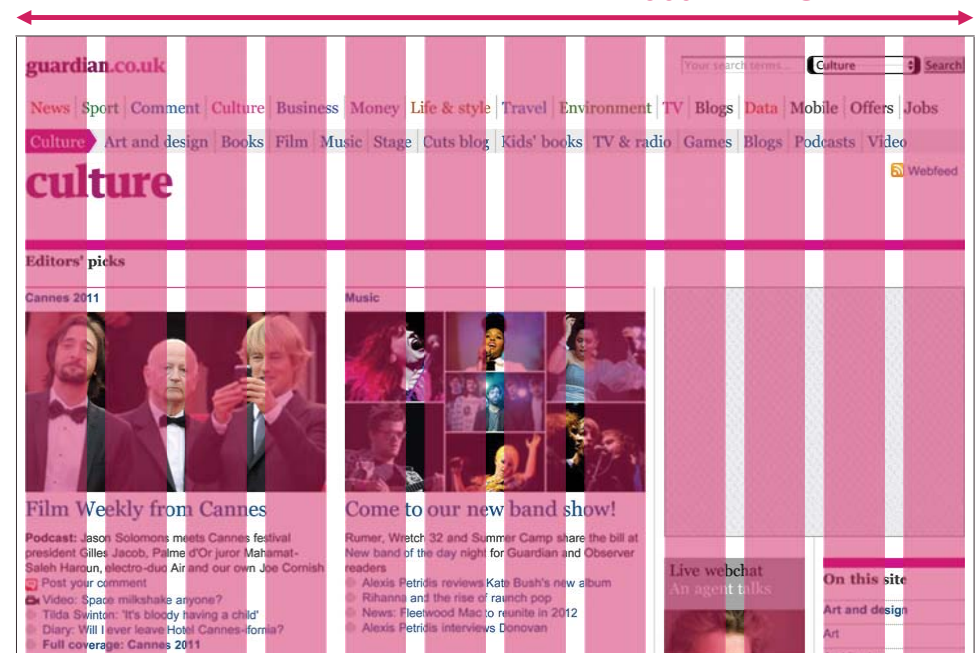 guardian.co.uk
Your search terms...
Culture
Search
News Sport Comment Culture Business Money Life & style Travel Environment TV Blogs Data Mobile Offers Jobs
Culture Art and design Books Film Music Stage Cuts blog Kids' books TV & radio Games Blogs Podcasts Video
culture
Webfeed
Editors' picks
Cannes 2011
Film Weekly from Cannes
Podcast: Jason Solomons meets Cannes festival
president Gilles Jacob, Palme d'Or juror Mahamat-
Saleh Haroun, electro-duo Air and our own Joe Cornish
Post your comment
Video: Space milkshake anyone?
Tilda Swinton: 'It's bloody having a child'
Diary: Will I ever leave Hotel Cannes-ifornia?
Full coverage: Cannes 2011
Music
Come to our new band show!
Rumer, Wretch 32 and Summer Camp share the bill at
New band of the day night for Guardian and Observer
readers
Alexis Petridis reviews Kate Bush's new album
Rihanna and the rise of raunch pop
News: Fleetwood Mac to reunite in 2012
Alexis Petridis interviews Donovan
Live webchat
An agent talks
On this site
Art and design
Art